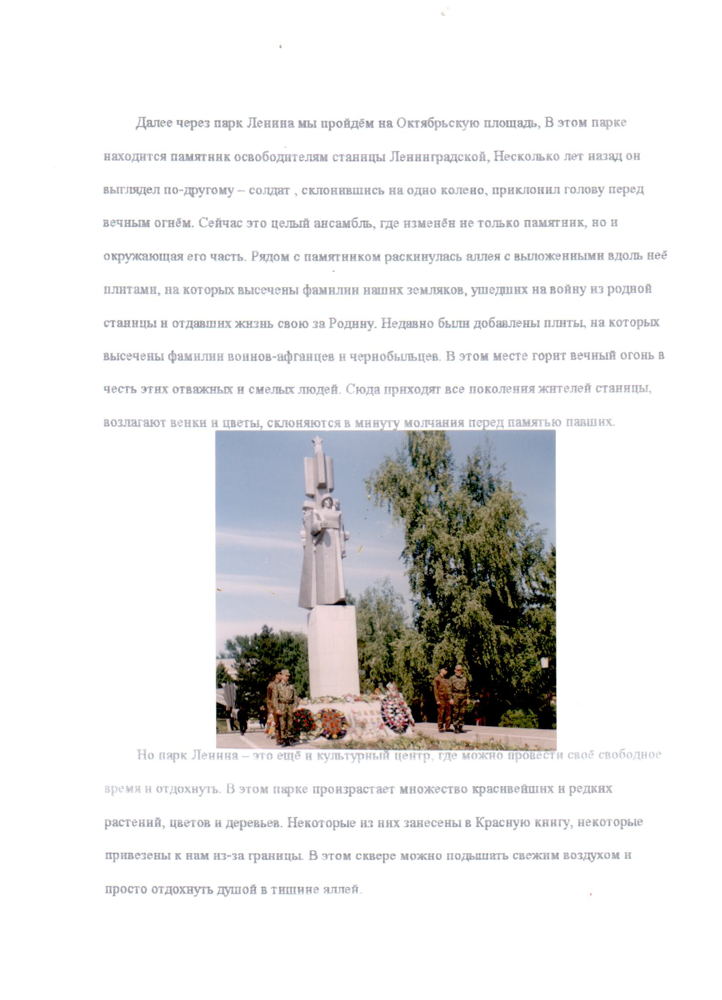 Далее через парк Ленина мы пройдём на Октябрьскую площадь, В этом парке
находится памятник освободителям станицы Ленинградской, Несколько лет назад он
выглядел по-другому – солдат , склонившись на одно колено, приклонил голову перед
вечным огнём. Сейчас это целый ансамбль, где изменён не только памятник, но и
окружающая его часть. Рядом с памятником раскинулась аллея с выложенными вдоль неё
плитами, на которых высечены фамилии наших земляков, ушедших на войну из родной
станицы и отдавших жизнь свою за Родину. Недавно были добавлены плиты, на которых
высечены фамилии воинов-афганцев и чернобыльцев. В этом месте горит вечный огонь в
честь этих отважных и смелых людей. Сюда приходят все поколения жителей станицы,
возлагают венки и цветы, склоняются в минуту молчания перед памятью павших.
Но парк Ленина – это ещё и культурный центр, где можно провести своё свободное
время и отдохнуть. В этом парке произрастает множество красивейших и редких
растений, цветов и деревьев. Некоторые из них занесены в Красную книгу, некоторые
привезены к нам из-за границы. В этом сквере можно подышать свежим воздухом и
просто отдохнуть душой в тишине аллей.